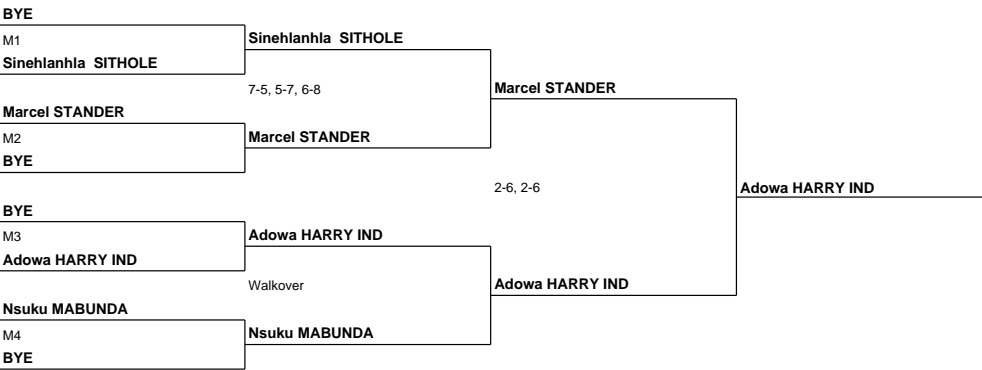 BYE
M1
Sinehlanhla SITHOLE
Marcel STANDER
M2
BYE
BYE
M3
Adowa HARRY IND
Nsuku MABUNDA
M4
BYE
Sinehlanhla SITHOLE
7-5, 5-7, 6-8
Marcel STANDER
Adowa HARRY IND
Walkover
Nsuku MABUNDA
Marcel STANDER
2-6, 2-6
Adowa HARRY IND
Adowa HARRY IND